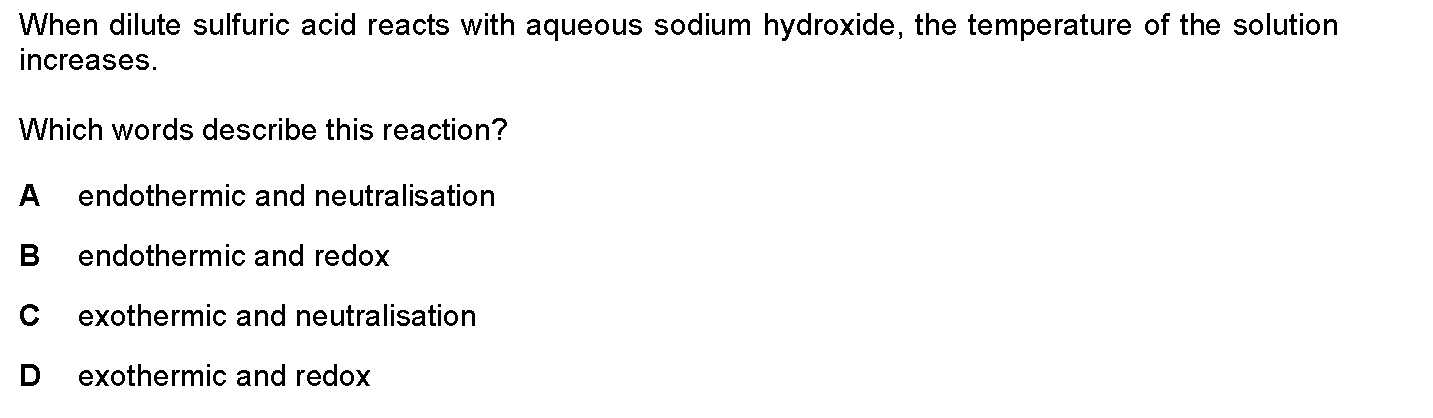 When dilute sulfuric acid reacts with aqueous sodium hydroxide, the temperature of the solution
increases.
Which words describe this reaction?
A endothermic and neutralisation
B endothermic and redox
C exothermic and neutralisation
D exothermic and redox